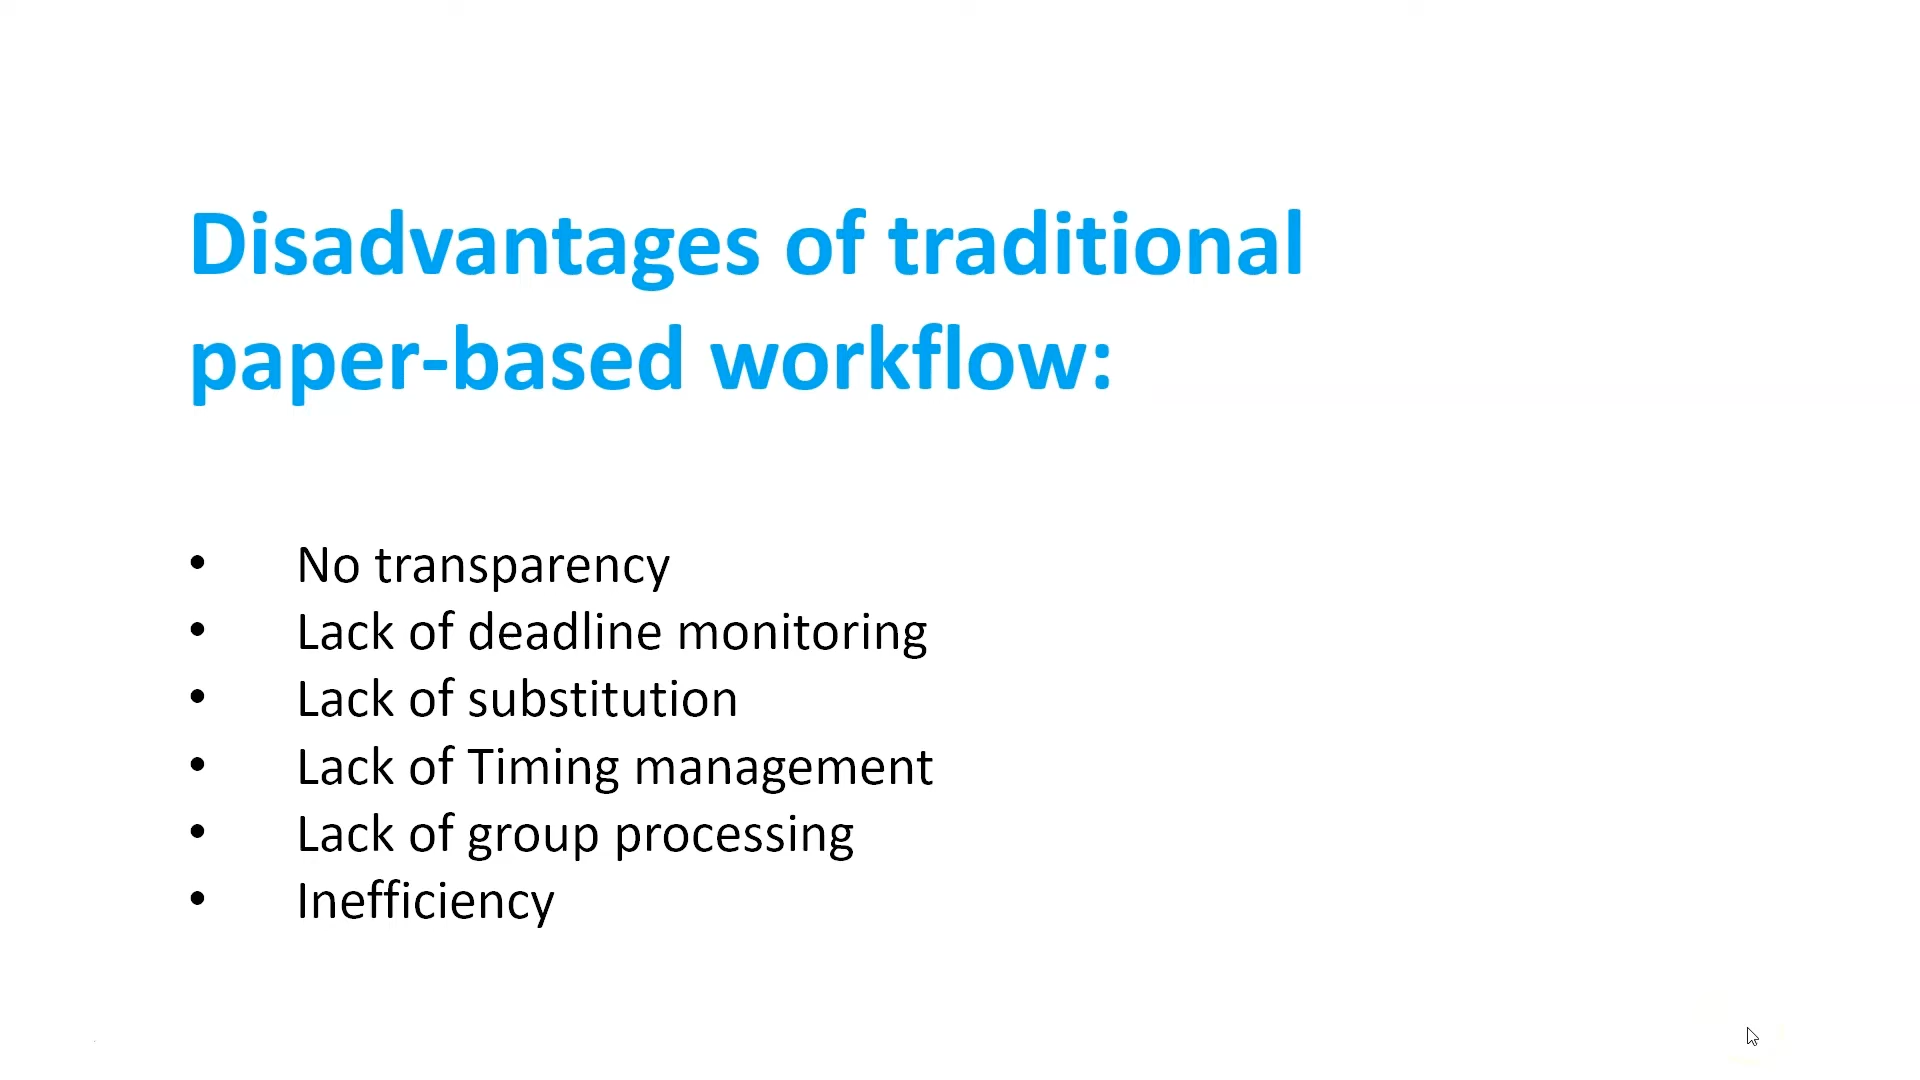 Disadvantages of traditional
paper-based workflow:
• No transparency
• Lack of deadline monitoring
• Lack of substitution
• Lack of Timing management
• Lack of group processing
• Inefficiency